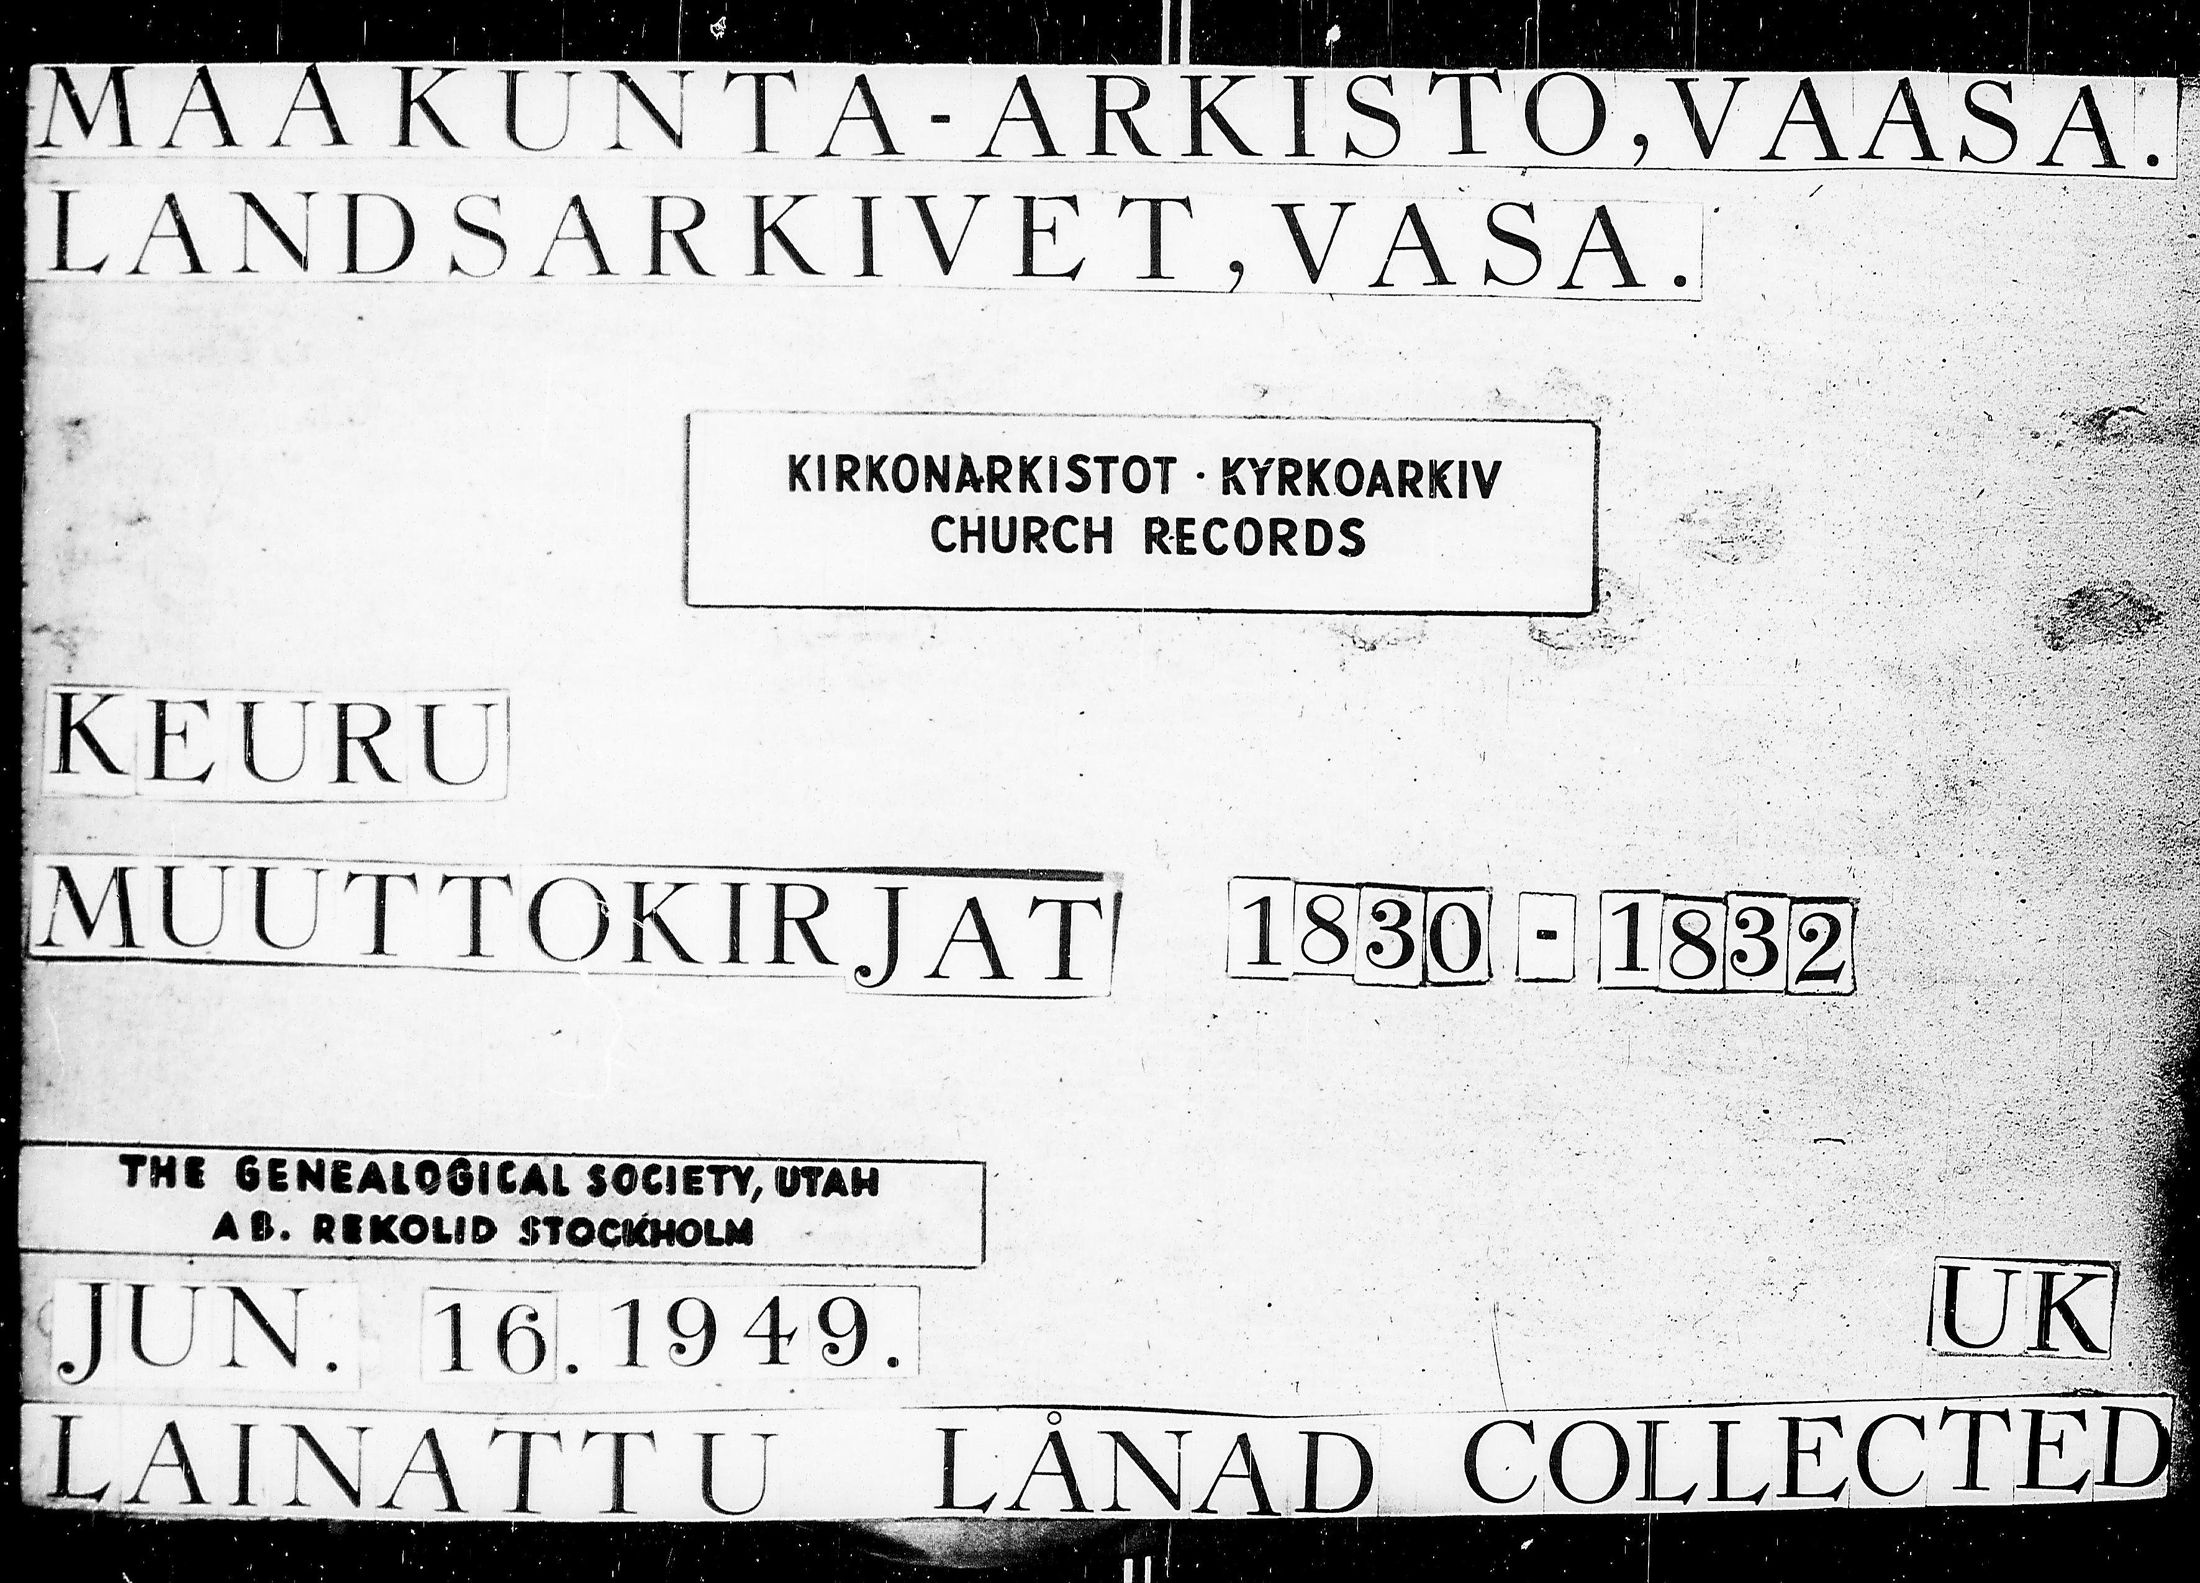 MAAKUNTA-ARKISTO, VAASA.
LANDSARKIVET, VASA.
KIRKONARKISTOT · KYRKOARKIV
CHURCH RECORDS
KEURU
MUUTTOKIRJAT 1830 - 1832
THE GENEALOGICAL SOCIETY, UTAH
AB. REKOLID STOCKHOLM
JUN. 16. 1949. UK
LAINATTU LÅNAD COLLECTED